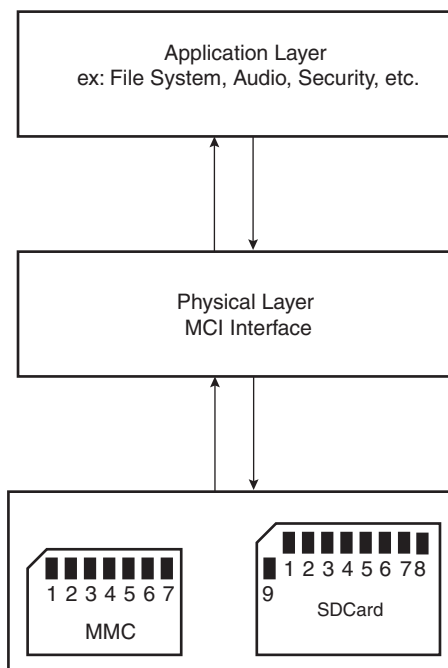 Application Layer
ex: File System, Audio, Security, etc.
Physical Layer
MCI Interface
1 2 3 4 5 6 7
MMC
1 2 3 4 5 6 7 8
9
SDCard